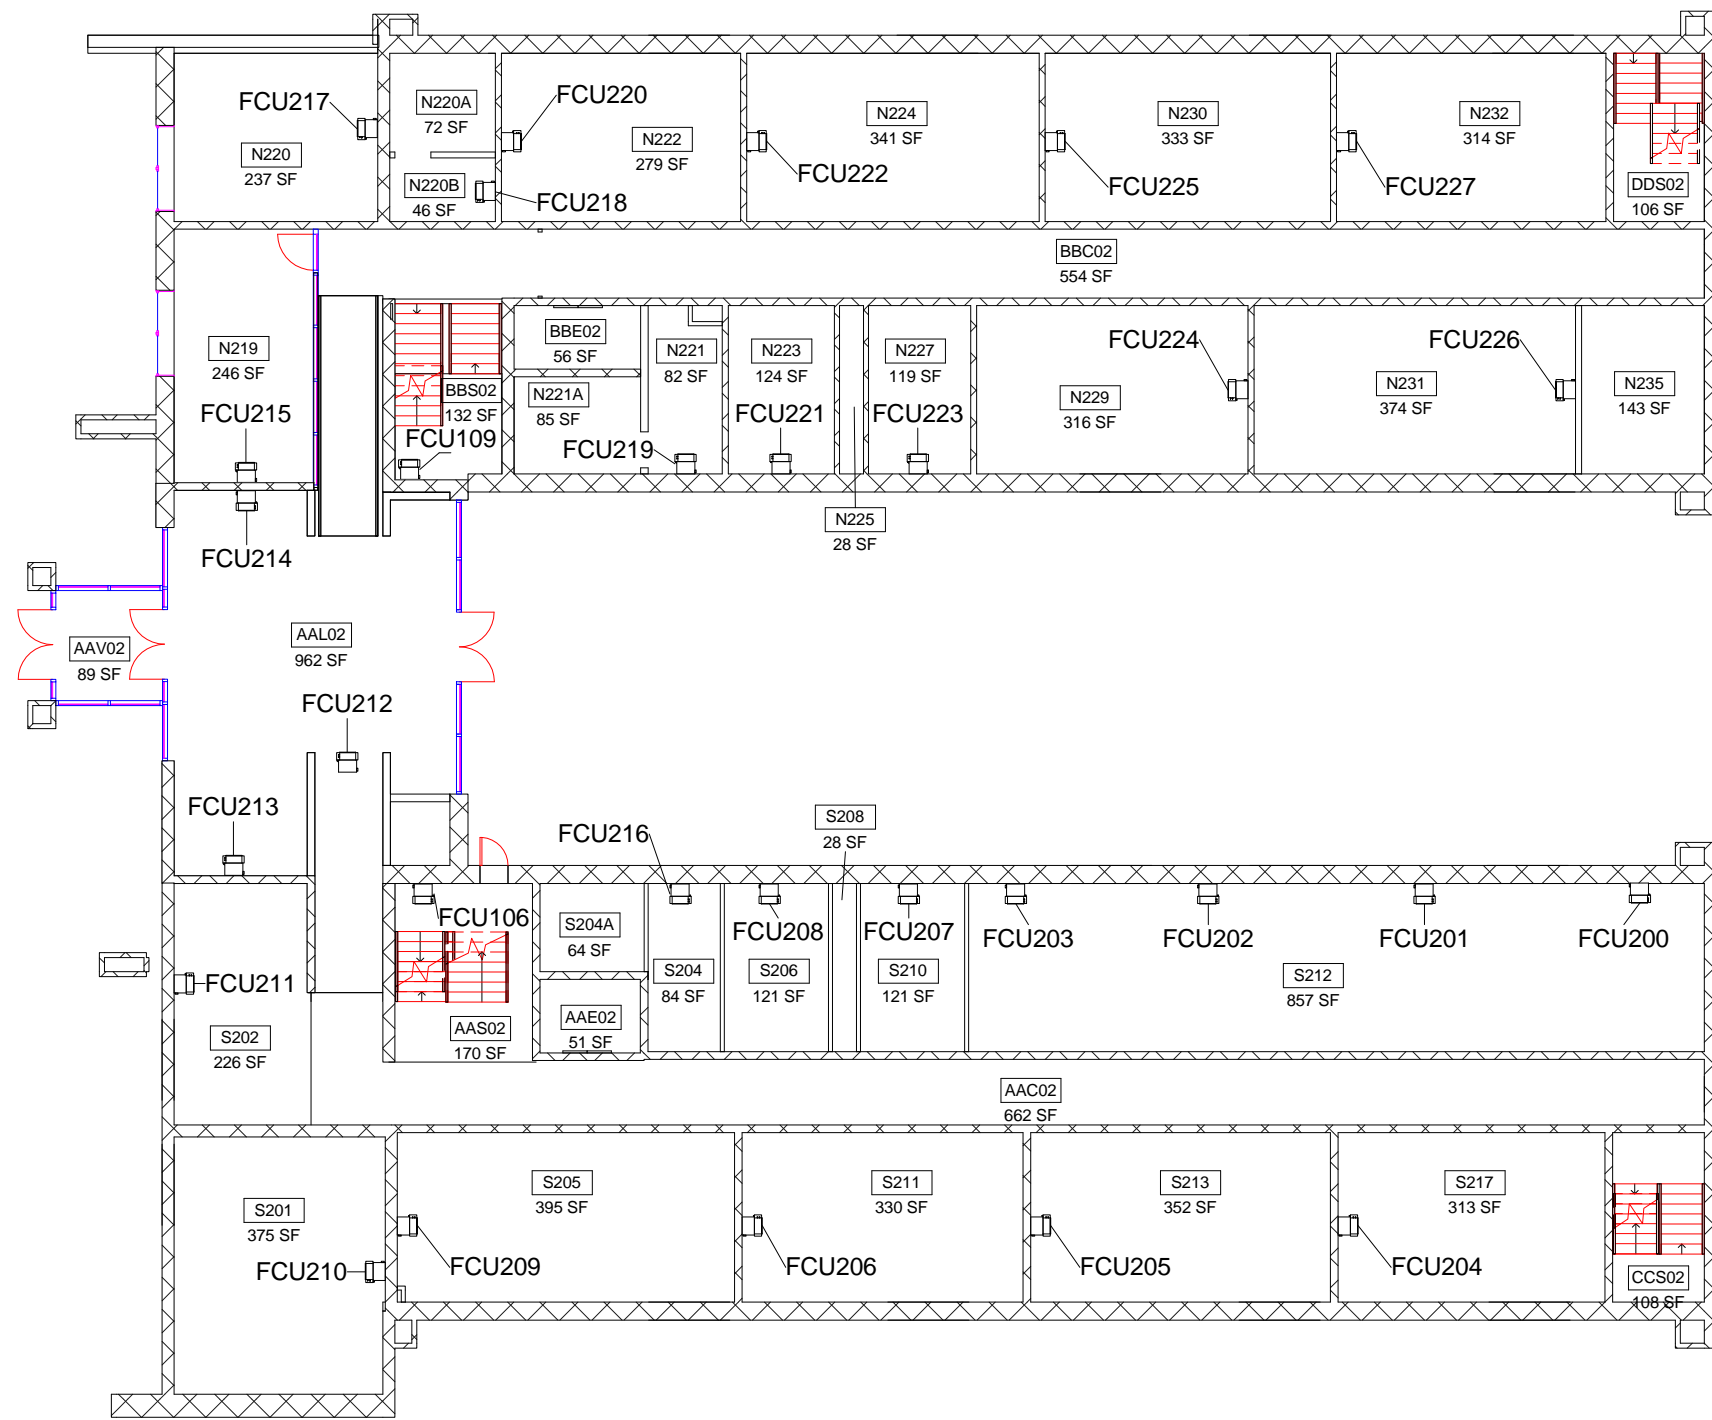 FCU217
FCU220
N220A
72 SF
N220
237 SF
N220B
46 SF
FCU218
N222
279 SF
N224
341 SF
FCU222
N230
333 SF
FCU225
N232
314 SF
FCU227
DDS02
106 SF
BBC02
554 SF
N219
246 SF
FCU215
BBS02
132 SF
FCU109
BBE02
56 SF
N221A
85 SF
FCU219
N221
82 SF
N223
124 SF
FCU221
N227
119 SF
FCU223
FCU224
N229
316 SF
FCU226
N231
374 SF
N235
143 SF
N225
28 SF
FCU214
AAV02
89 SF
AAL02
962 SF
FCU212
FCU213
FCU216
S208
28 SF
FCU106
S204A
64 SF
FCU208
FCU207
FCU203
FCU202
FCU201
FCU200
FCU211
S204
84 SF
S206
121 SF
S210
121 SF
S212
857 SF
S202
226 SF
AAS02
170 SF
AAE02
51 SF
AAC02
662 SF
S201
375 SF
FCU210
S205
395 SF
FCU209
S211
330 SF
FCU206
S213
352 SF
FCU205
S217
313 SF
FCU204
CCS02
108 SF